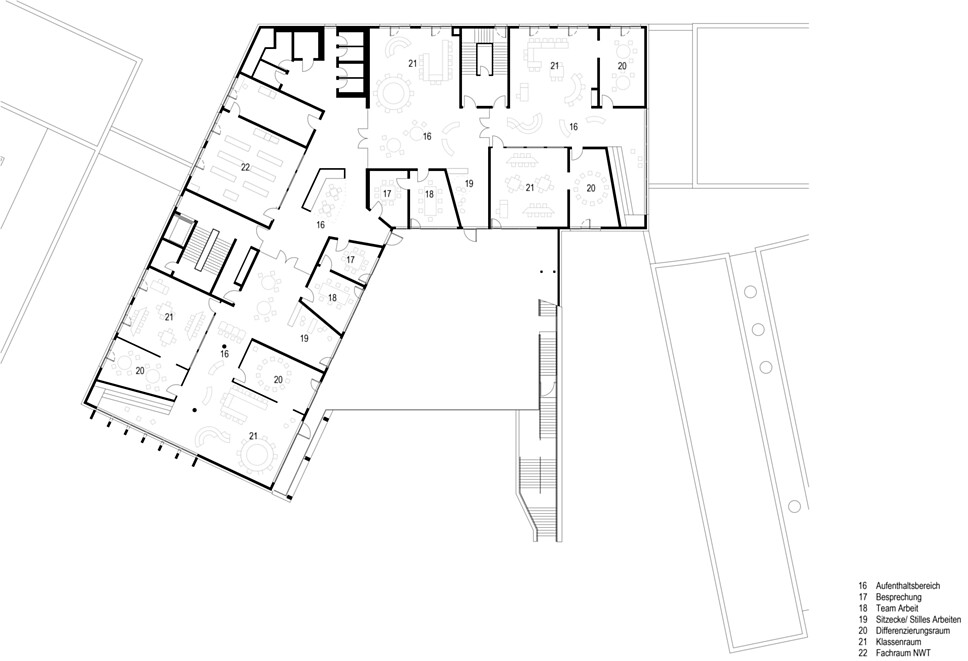 21
21
20
16
16
22
17
18
19
21
20
16
17
18
21
19
16
20
20
21
16 Aufenthaltsbereich
17 Besprechung
18 Team Arbeit
19 Sitzecke/ Stilles Arbeiten
20 Differenzierungsraum
21 Klassenraum
22 Fachraum NWT